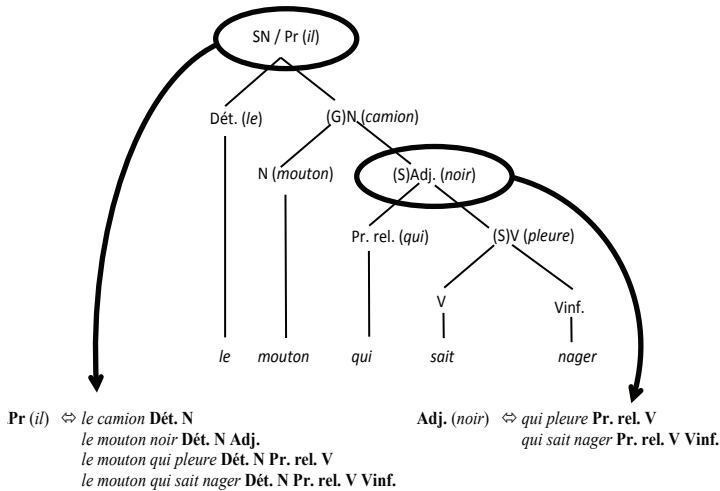 SN / Pr (il)
Dét. (le) (G)N (camion)
N (mouton) (S)Adj. (noir)
Pr. rel. (qui) (S)V (pleure)
V Vinf.
le mouton qui sait nager
Pr (il) ⇔ le camion Dét. N
le mouton noir Dét. N Adj.
le mouton qui pleure Dét. N Pr. rel. V
le mouton qui sait nager Dét. N Pr. rel. V Vinf.
Adj. (noir) ⇔ qui pleure Pr. rel. V
qui sait nager Pr. rel. V Vinf.